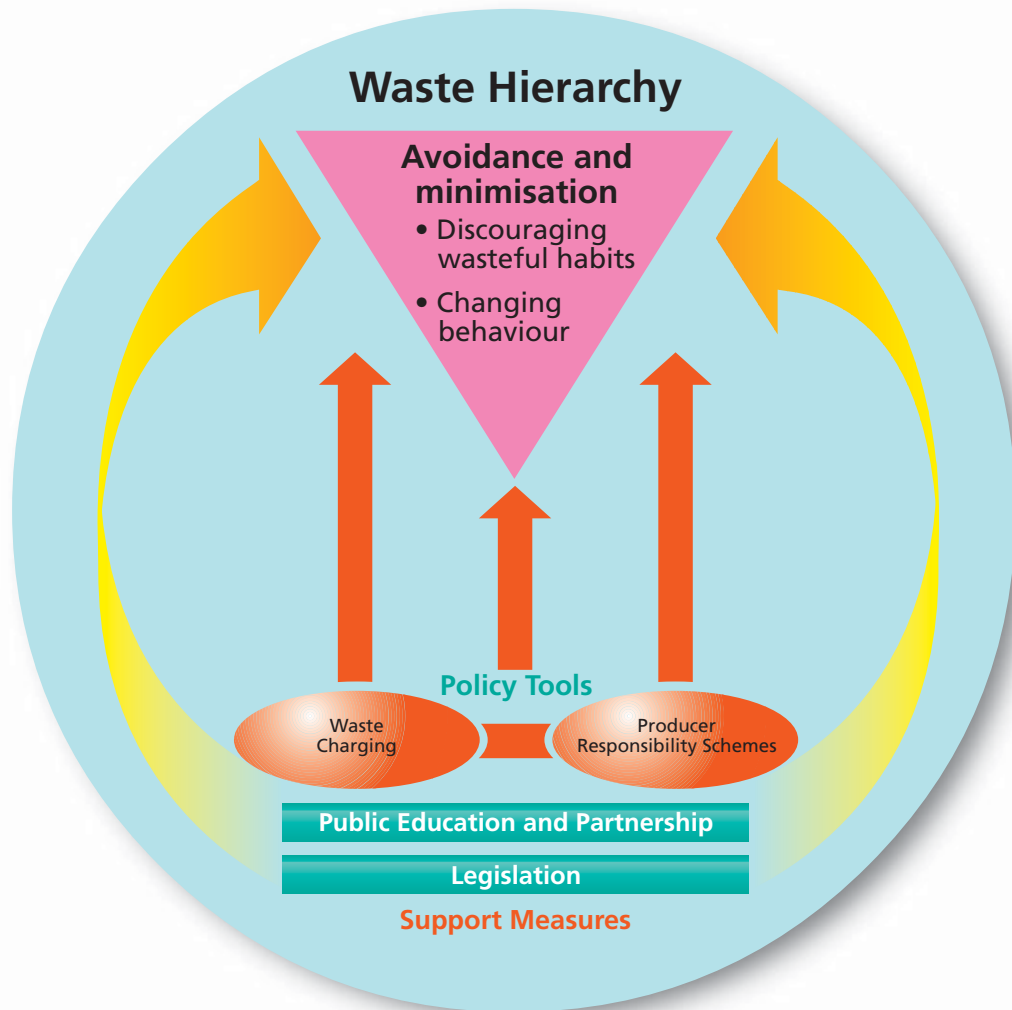 Waste Hierarchy
Avoidance and
minimisation
• Discouraging
wasteful habits
• Changing
behaviour
Policy Tools
Waste
Charging
Producer
Responsibility Schemes
Public Education and Partnership
Legislation
Support Measures